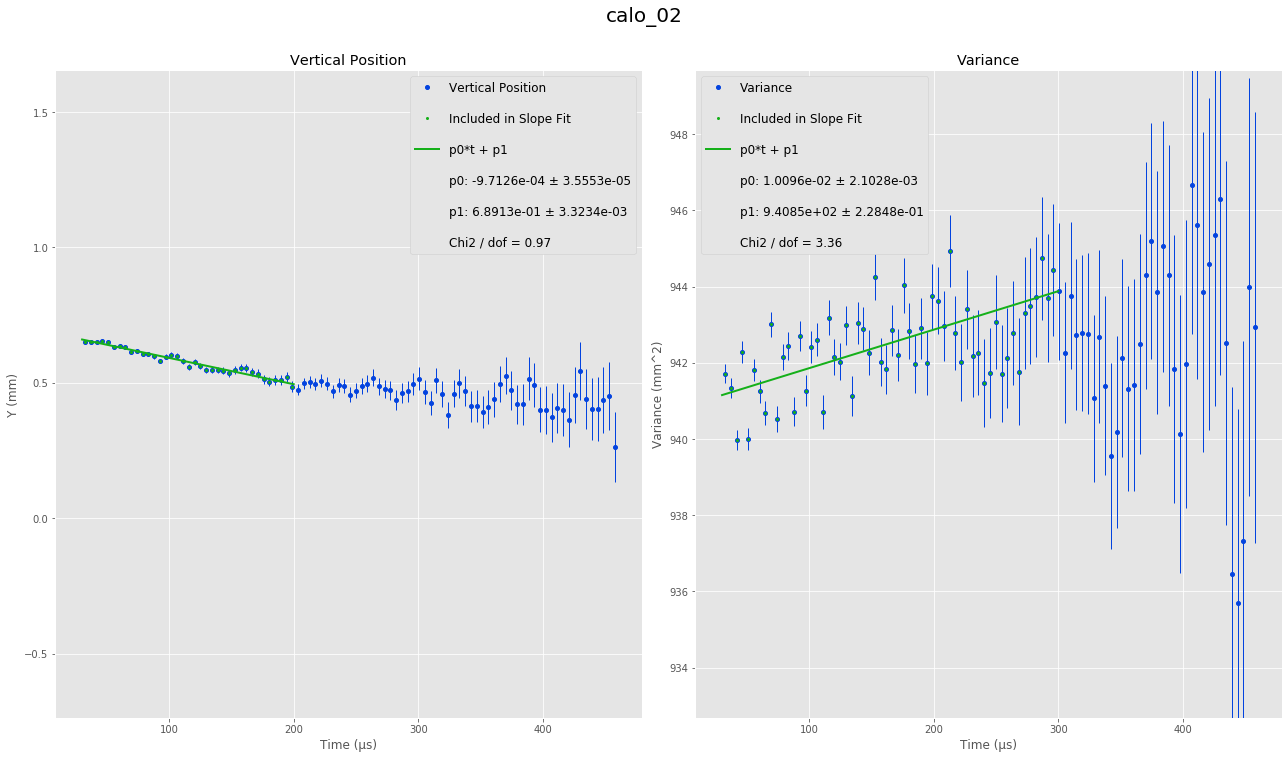 calo_02
Vertical Position
Vertical Position
Included in Slope Fit
p0*t + p1
p0: -9.7126e-04 ± 3.5553e-05
p1: 6.8913e-01 ± 3.3234e-03
Chi2 / dof = 0.97
1.5
1.0
0.5
0.0
−0.5
Y (mm)
100
200
300
400
Time (μs)
Variance
Variance
Included in Slope Fit
p0*t + p1
p0: 1.0096e-02 ± 2.1028e-03
p1: 9.4085e+02 ± 2.2848e-01
Chi2 / dof = 3.36
948
946
944
942
940
938
936
934
Variance (mm^2)
100
200
300
400
Time (μs)